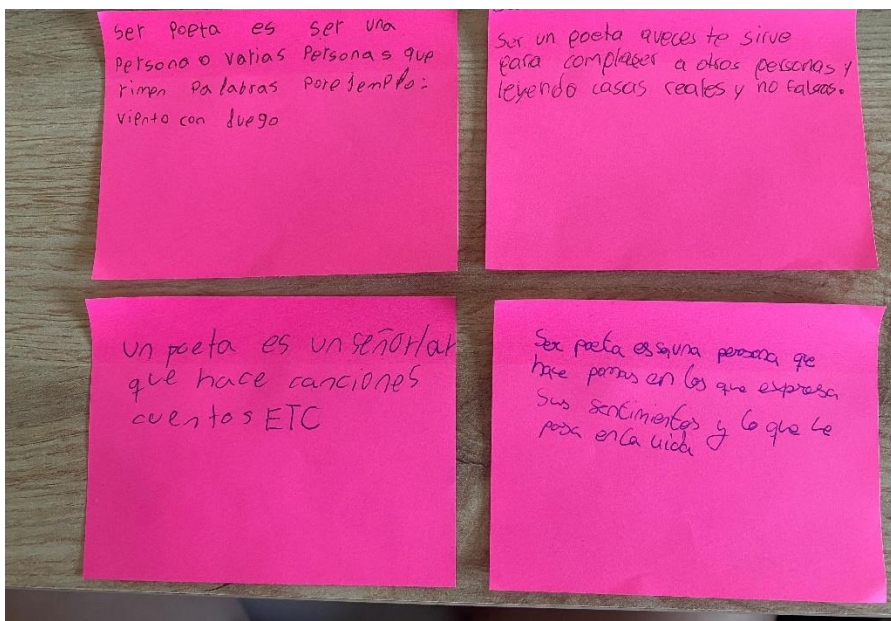 ser poeta es ser una
Persona o varias Personas que
rimen Palabras Porejemplo:
viento con fuego
Ser un poeta aveces te sirve
para complaser a otras personas y
leyendo cosas reales y no falsas.
un poeta es un señor/ar
que hace canciones
cuentos ETC
Ser poeta es una persona que
hace pomas en los que expresa
Sus sentimientos y lo que le
pasa en la vida